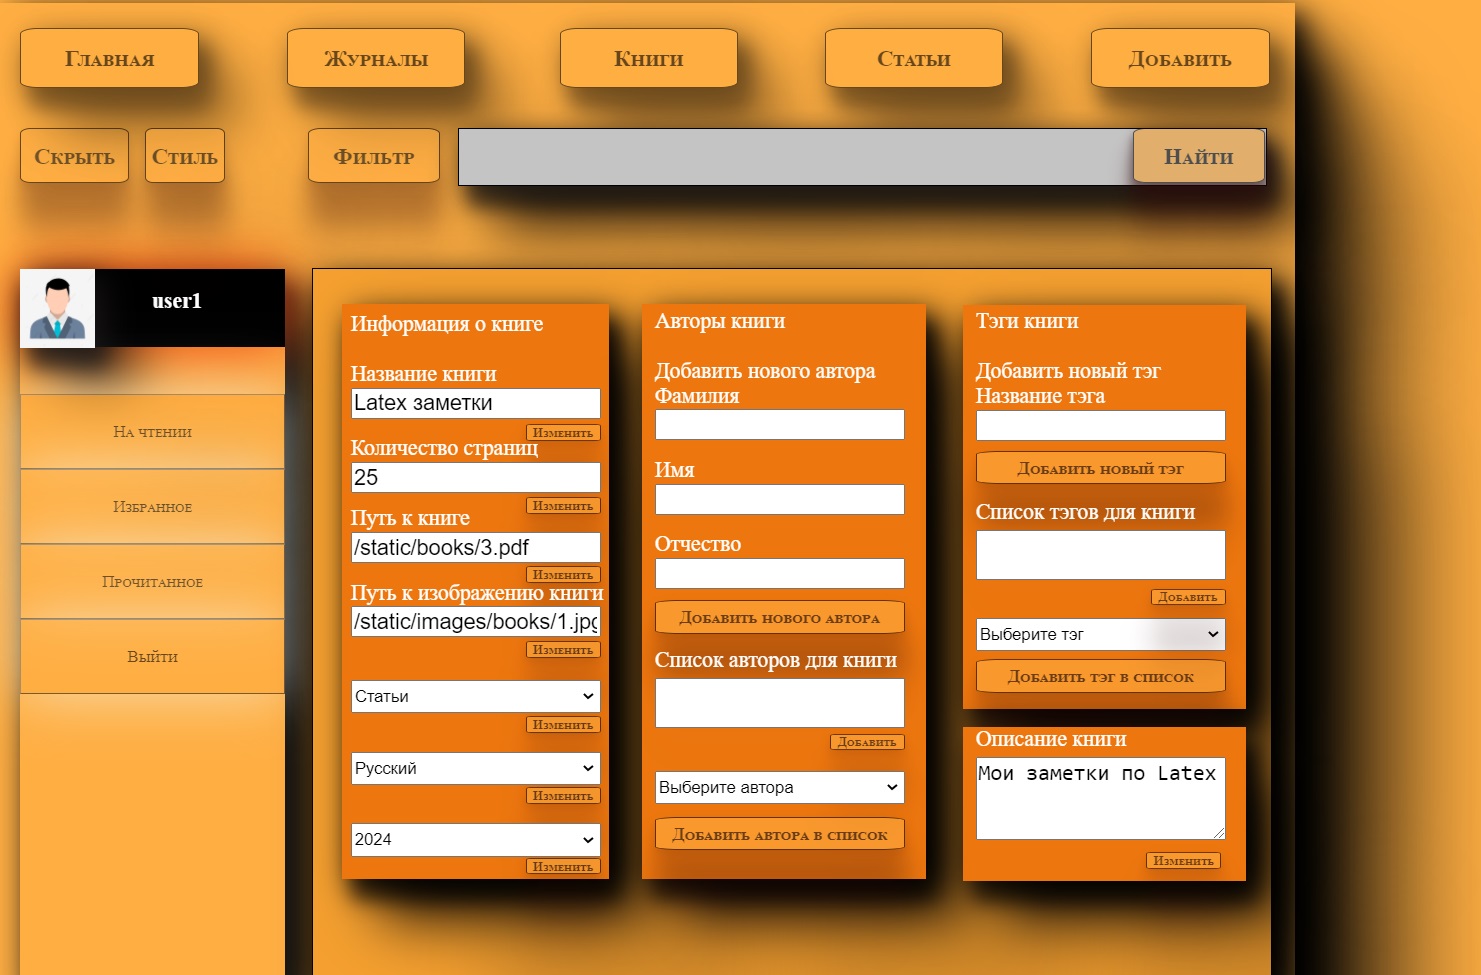 Главная
Журналы
Книги
Статьи
Добавить
Скрыть
Стиль
Фильтр
Найти
user1
На чтении
Избранное
Прочитанное
Выйти
Информация о книге
Название книги
Latex заметки
Изменить
Количество страниц
25
Изменить
Путь к книге
/static/books/3.pdf
Изменить
Путь к изображению книги
/static/images/books/1.jpg
Изменить
Статьи
Изменить
Русский
Изменить
2024
Изменить
Авторы книги
Добавить нового автора
Фамилия
Имя
Отчество
Добавить нового автора
Список авторов для книги
Добавить
Выберите автора
Добавить автора в список
Тэги книги
Добавить новый тэг
Название тэга
Добавить новый тэг
Список тэгов для книги
Добавить
Выберите тэг
Добавить тэг в список
Описание книги
Мои заметки по Latex
Изменить